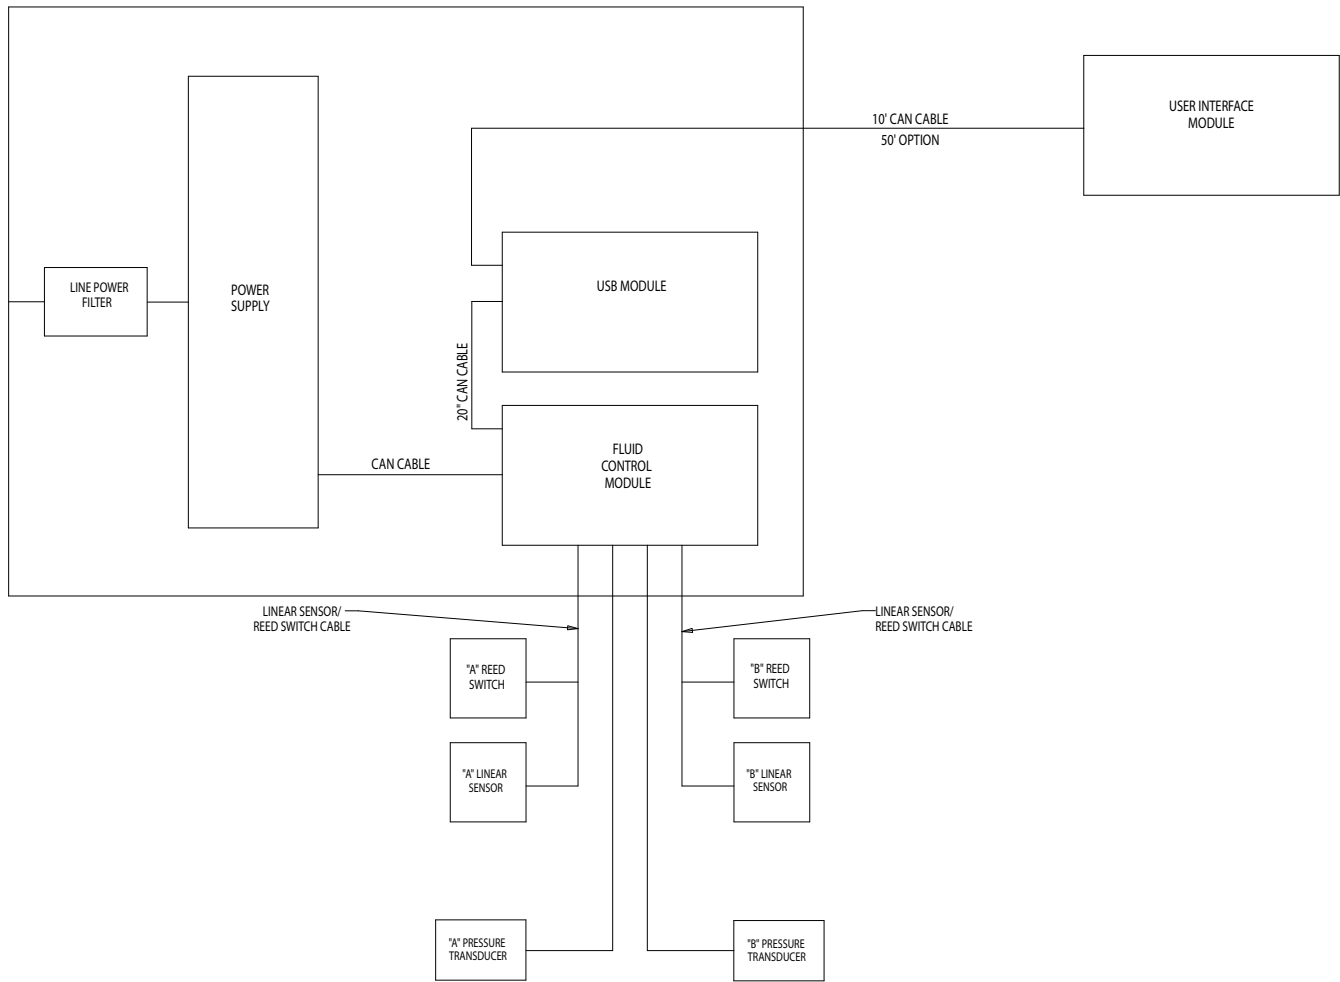 10' CAN CABLE
50' OPTION
USER INTERFACE
MODULE
LINE POWER
FILTER
POWER
SUPPLY
USB MODULE
20" CAN CABLE
CAN CABLE
FLUID
CONTROL
MODULE
LINEAR SENSOR/
REED SWITCH CABLE
LINEAR SENSOR/
REED SWITCH CABLE
"A" REED
SWITCH
"B" REED
SWITCH
"A" LINEAR
SENSOR
"B" LINEAR
SENSOR
"A" PRESSURE
TRANSDUCER
"B" PRESSURE
TRANSDUCER